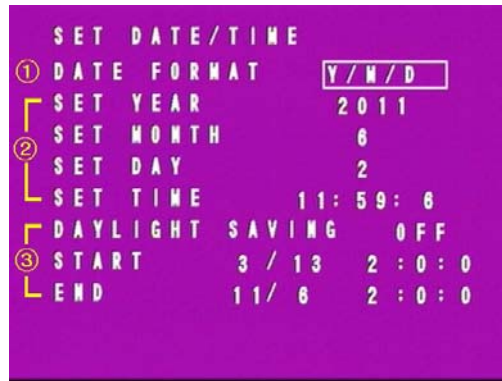 SET DATE/TIME
① DATE FORMAT Y/M/D
SET YEAR 2011
② SET MONTH 6
SET DAY 2
SET TIME 11:59: 6
DAYLIGHT SAVING OFF
③ START 3 / 13 2 : 0 : 0
END 11/ 6 2 : 0 : 0